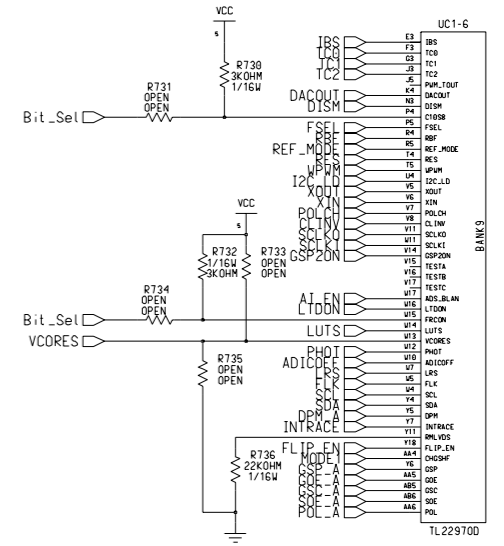 VCC
5
UC1-6
R730
3KOHM
1/16W
R731
OPEN
OPEN
Bit_Sel
IBS E3 IBS
TC0 F3 TC0
TC1 G3 TC1
TC2 J3 TC2
J5 PWM_TOUT
DACOUT K4 DACOUT
DISM N3 DISM
P4 C10S8
FSEL P5 FSEL
RBF R4 RBF
REF_MODE R5 REF_MODE
RES T4 RES
WPWM T5 WPWM
I2C_LD U4 I2C_LD
XOUT V5 XOUT
XIN V6 XIN
POLCH V7 POLCH
CLINV V8 CLINV
SCLKO V11 SCLKO
SCLKI W11 SCLKI
GSP2ON V14 GSP2ON
V15 TESTA
V16 TESTB
V17 TESTC
AI_EN W17 ADS_BLAN
LTDON W16 LTDON
W15 FRCON
LUTS W14 LUTS
W13 VCORES
PHOT W12 PHOT
ADICOFF W10 ADICOFF
LRS W7 LRS
FLK W5 FLK
SCL W4 SCL
SDA Y4 SDA
DPM_A Y5 DPM
INTRACE Y7 INTRACE
Y11 RMLVDS
FLIP_EN Y18 FLIP_EN
MODE1 AA4 CHGSHF
GSP_A Y6 GSP
GOE_A AA5 GOE
GSC_A AB5 GSC
SOE_A AB6 SOE
POL_A AA6 POL
BANK9
TL22970D
VCC
5
R732
1/16W
3KOHM
R733
OPEN
OPEN
R734
OPEN
OPEN
Bit_Sel
VCORES
R735
OPEN
OPEN
R736
22KOHM
1/16W